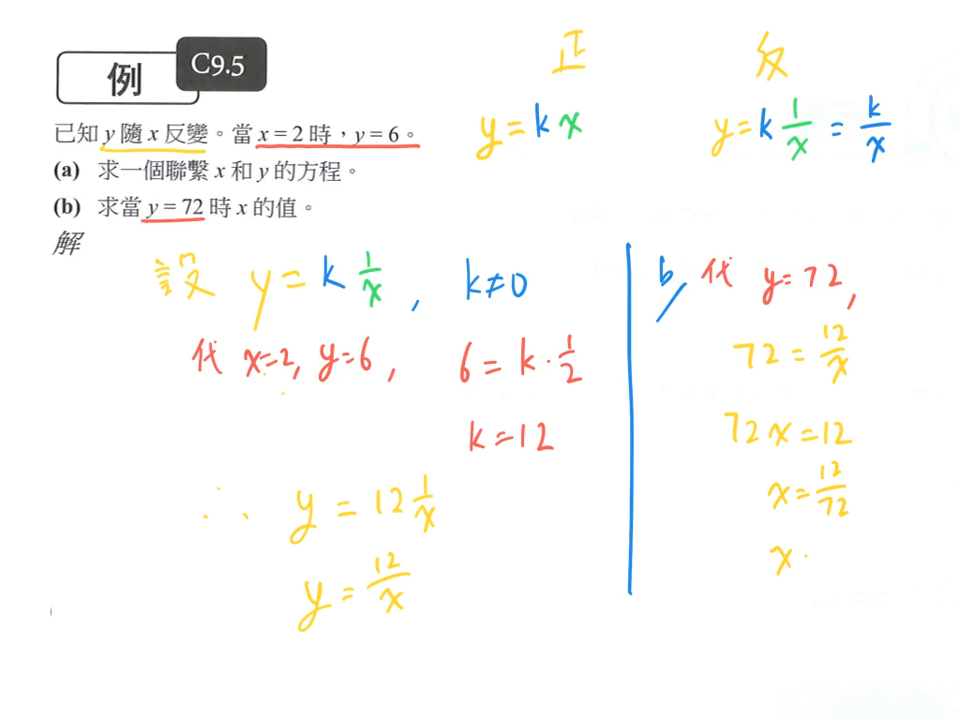 例 C9.5
正 反
y = kx y = k 1/x = k/x
已知 y 隨 x 反變。當 x = 2 時，y = 6。
(a) 求一個聯繫 x 和 y 的方程。
(b) 求當 y = 72 時 x 的值。
解
設 y = k 1/x , k ≠ 0
代 x=2, y=6, 6 = k · 1/2
k = 12
∴ y = 12 1/x
y = 12/x
b/ 代 y = 72,
72 = 12/x
72x = 12
x = 12/72
x